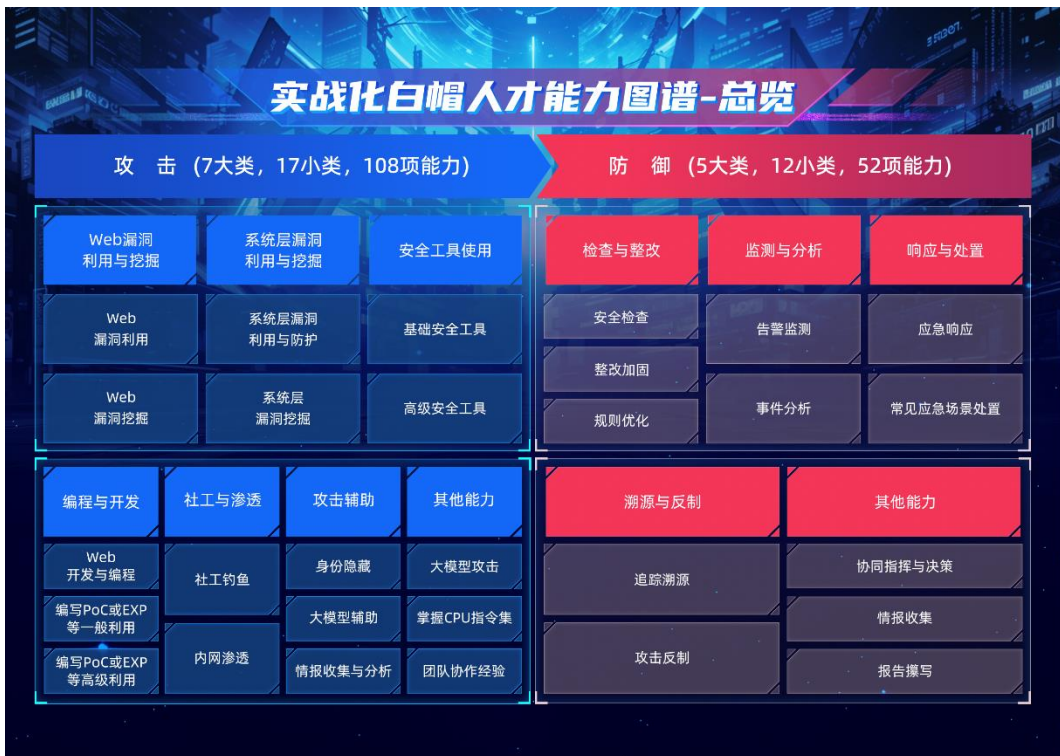 实战化白帽人才能力图谱-总览
攻 击 (7大类，17小类，108项能力)
防 御 (5大类，12小类，52项能力)
Web漏洞
利用与挖掘
系统层漏洞
利用与挖掘
安全工具使用
Web
漏洞利用
系统层漏洞
利用与防护
基础安全工具
Web
漏洞挖掘
系统层
漏洞挖掘
高级安全工具
检查与整改
监测与分析
响应与处置
安全检查
整改加固
规则优化
告警监测
事件分析
应急响应
常见应急场景处置
编程与开发
社工与渗透
攻击辅助
其他能力
Web
开发与编程
编写PoC或EXP
等一般利用
编写PoC或EXP
等高级利用
社工钓鱼
内网渗透
身份隐藏
大模型辅助
情报收集与分析
大模型攻击
掌握CPU指令集
团队协作经验
溯源与反制
其他能力
追踪溯源
攻击反制
协同指挥与决策
情报收集
报告撰写